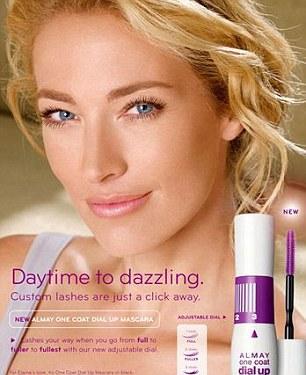 NEW
Daytime to dazzling.
Custom lashes are just a click away.
NEW ALMAY ONE COAT DIAL UP MASCARA
ADJUSTABLE DIAL ▶
▶ Lashes your way when you go from full to
fuller to fullest with our new adjustable dial.
FULL
FULLER
2 3
ALMAY
one coat
dial up